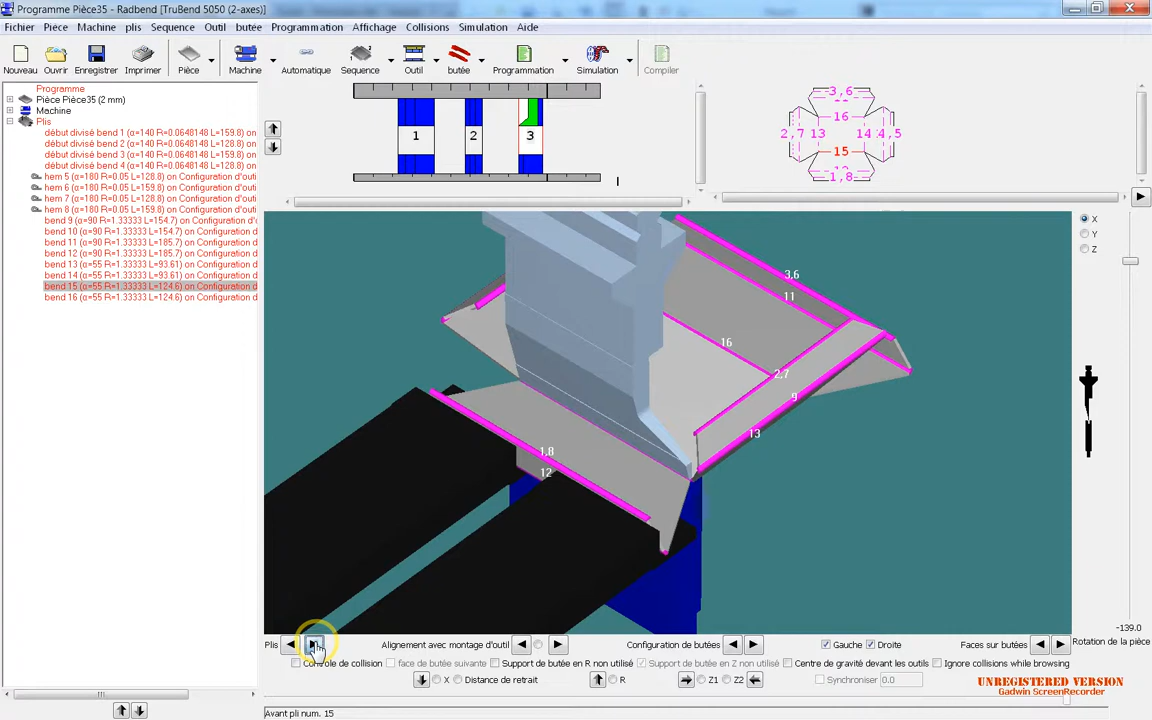 Programme Pièce35 - Radbend [TruBend 5050 (2-axes)]
Fichier Pièce Machine plis Sequence Outil butée Programmation Affichage Collisions Simulation Aide
Nouveau Ouvrir Enregistrer Imprimer Pièce Machine Automatique Sequence Outil butée Programmation Simulation Compiler
Programme
Pièce Pièce35 (2 mm)
Machine
Plis
début divisé bend 1 (α=140 R=0.0648148 L=159.8) on
début divisé bend 2 (α=140 R=0.0648148 L=128.8) on
début divisé bend 3 (α=140 R=0.0648148 L=159.8) on
début divisé bend 4 (α=140 R=0.0648148 L=128.8) on
hem 5 (α=180 R=0.05 L=128.8) on Configuration d'outi
hem 6 (α=180 R=0.05 L=159.8) on Configuration d'outi
hem 7 (α=180 R=0.05 L=128.8) on Configuration d'outi
hem 8 (α=180 R=0.05 L=159.8) on Configuration d'outi
bend 9 (α=90 R=1.33333 L=154.7) on Configuration d'o
bend 10 (α=90 R=1.33333 L=154.7) on Configuration d'
bend 11 (α=90 R=1.33333 L=185.7) on Configuration d'
bend 12 (α=90 R=1.33333 L=185.7) on Configuration d'
bend 13 (α=55 R=1.33333 L=93.61) on Configuration d'
bend 14 (α=55 R=1.33333 L=93.61) on Configuration d'
bend 15 (α=55 R=1.33333 L=124.6) on Configuration d'
bend 16 (α=55 R=1.33333 L=124.6) on Configuration d'
1 2 3
3,6
16
2,7 13 14 4,5
15
1,8
X
Y
Z
3,6
11
16
2,7
9
13
1,8
12
-139.0
Plis Alignement avec montage d'outil Configuration de butées Gauche Droite Faces sur butées Rotation de la pièce
Contrôle de collision face de butée suivante Support de butée en R non utilisé Support de butée en Z non utilisé Centre de gravité devant les outils Ignore collisions while browsing
X Distance de retrait R Z1 Z2 Synchroniser 0.0
UNREGISTERED VERSION
Gadwin ScreenRecorder
Avant pli num. 15